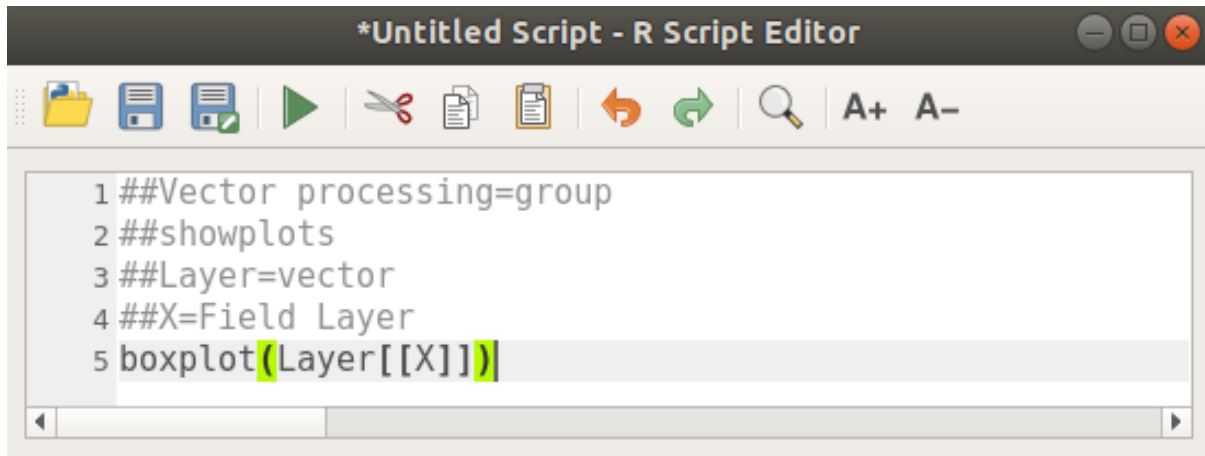 *Untitled Script - R Script Editor
A+ A-
1 ##Vector processing=group
2 ##showplots
3 ##Layer=vector
4 ##X=Field Layer
5 boxplot(Layer[[X]])